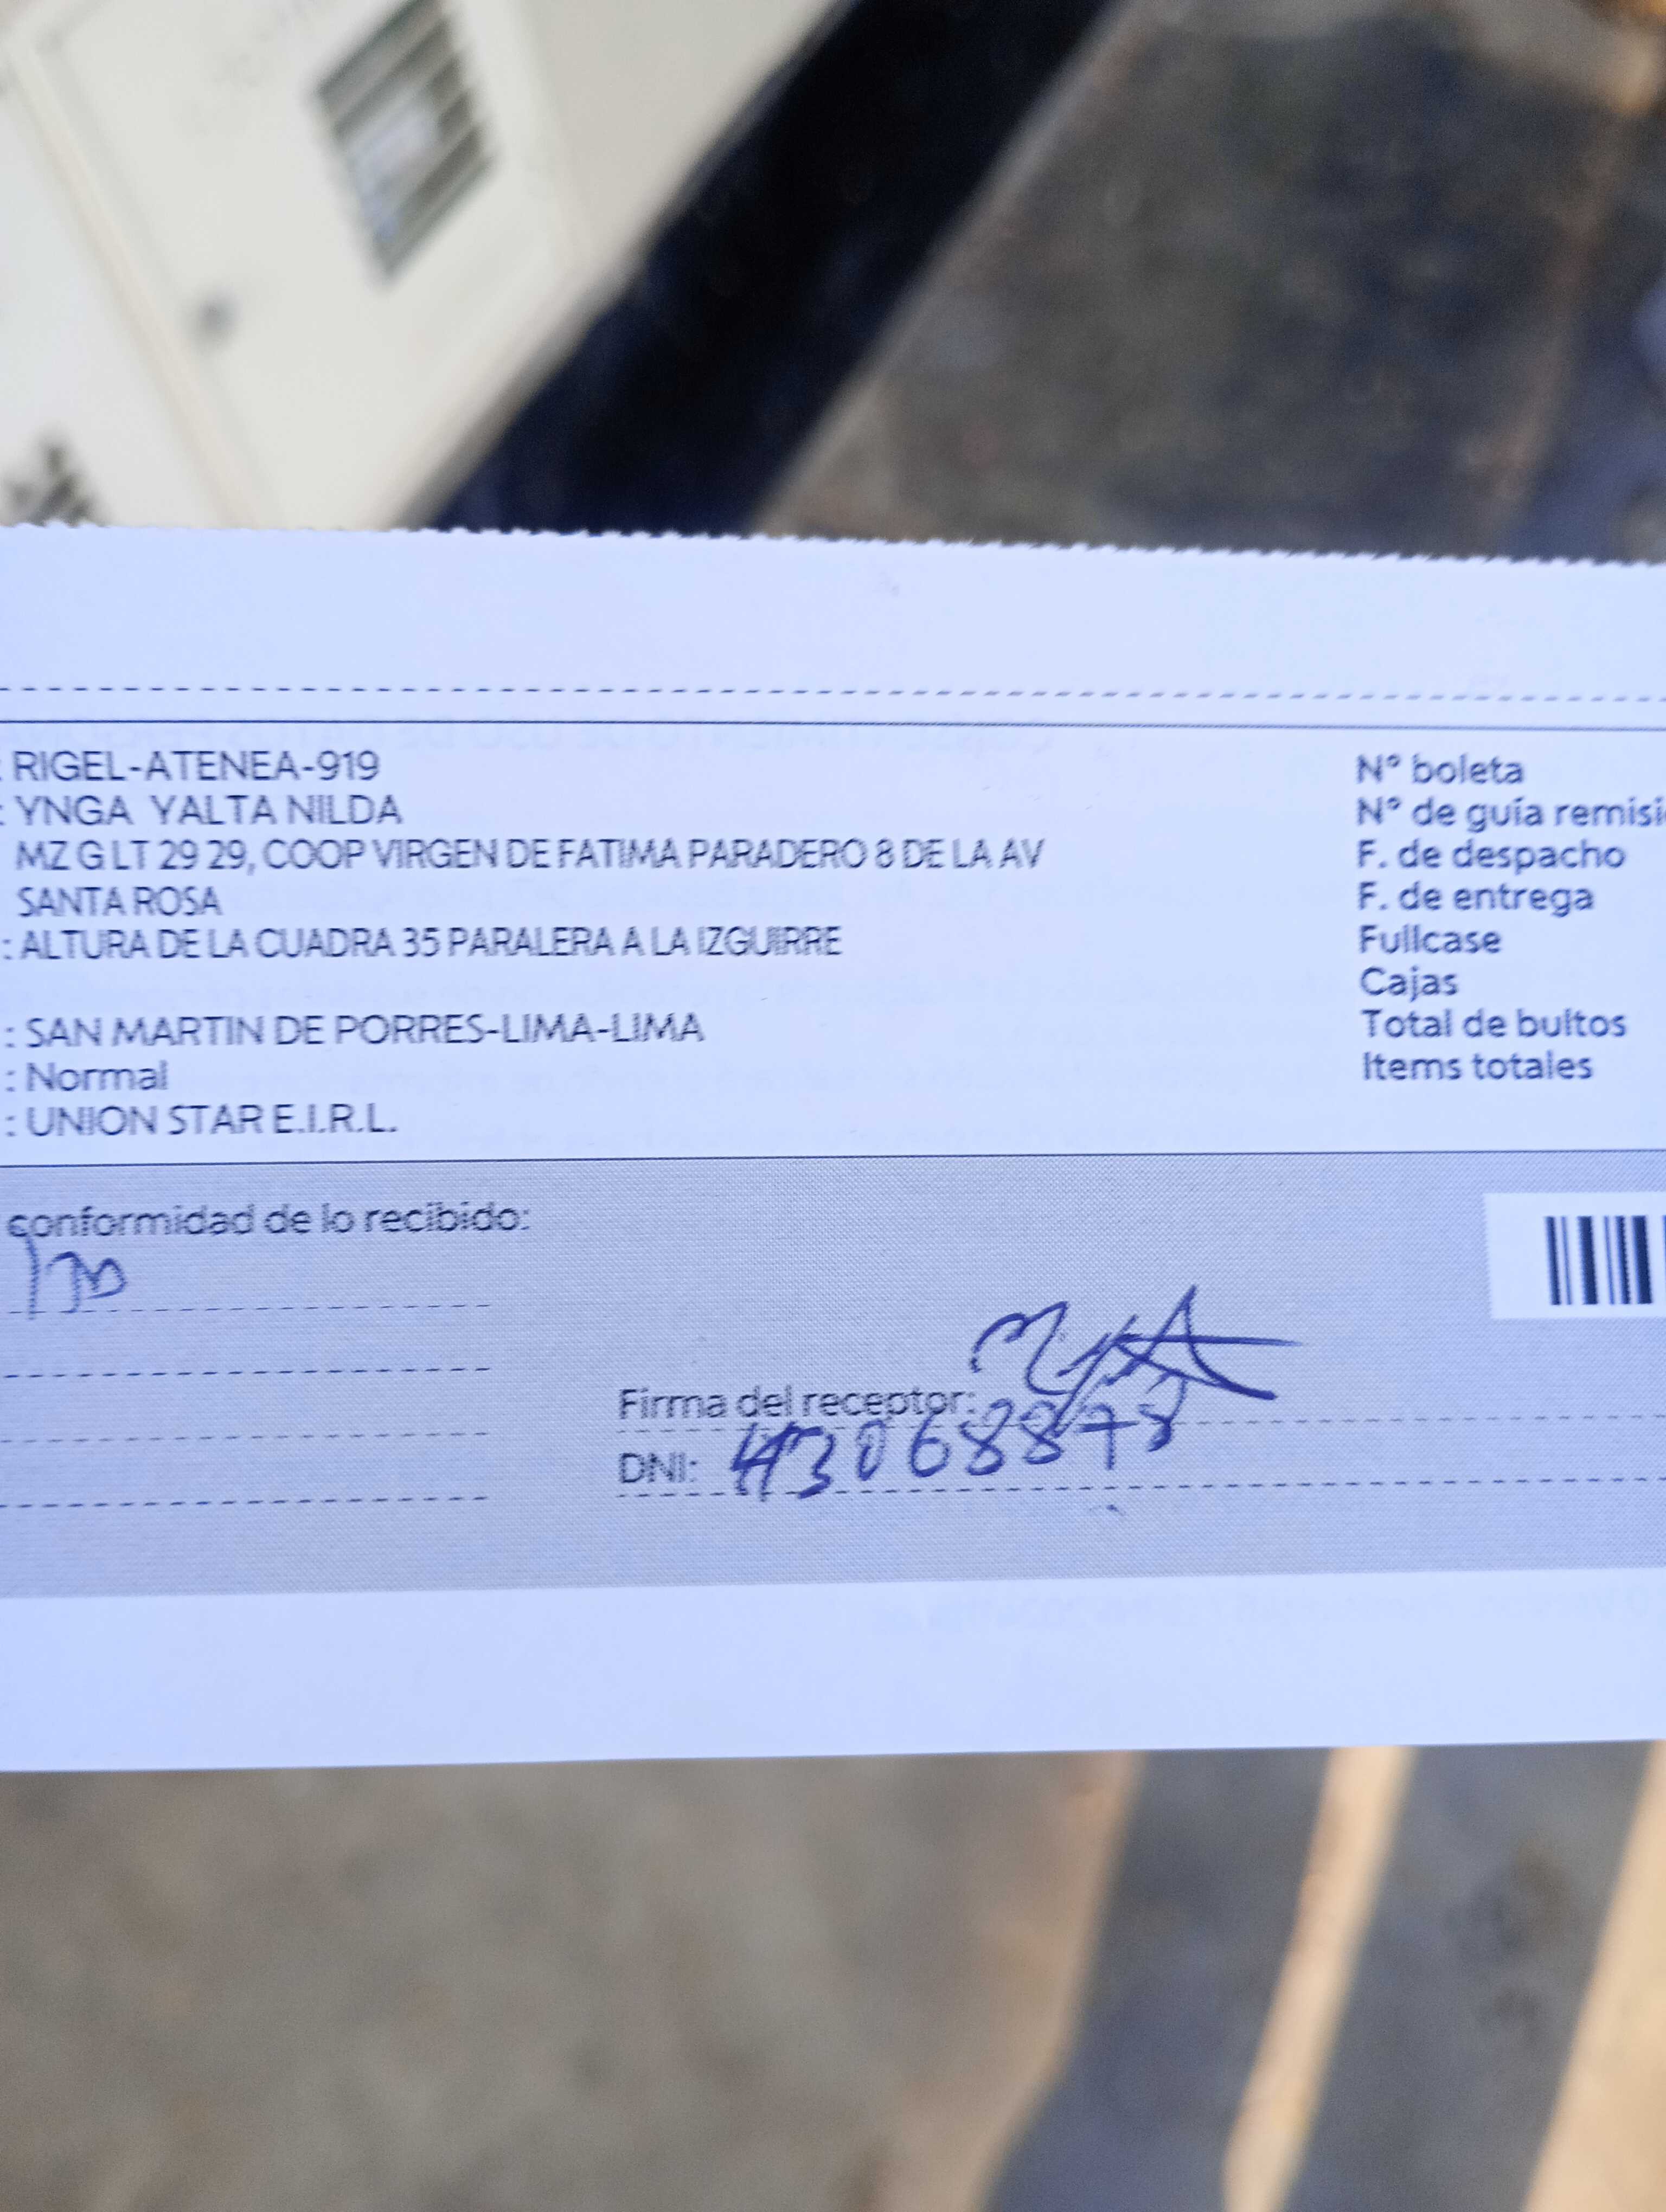 : RIGEL-ATENEA-919
: YNGA YALTA NILDA
MZ G LT 29 29, COOP VIRGEN DE FATIMA PARADERO 8 DE LA AV
SANTA ROSA
: ALTURA DE LA CUADRA 35 PARALERA A LA IZGUIRRE
: SAN MARTIN DE PORRES-LIMA-LIMA
: Normal
: UNION STAR E.I.R.L.
N° boleta
N° de guía remisi
F. de despacho
F. de entrega
Fullcase
Cajas
Total de bultos
Items totales
conformidad de lo recibido:
Firma del receptor:
DNI: 43068878